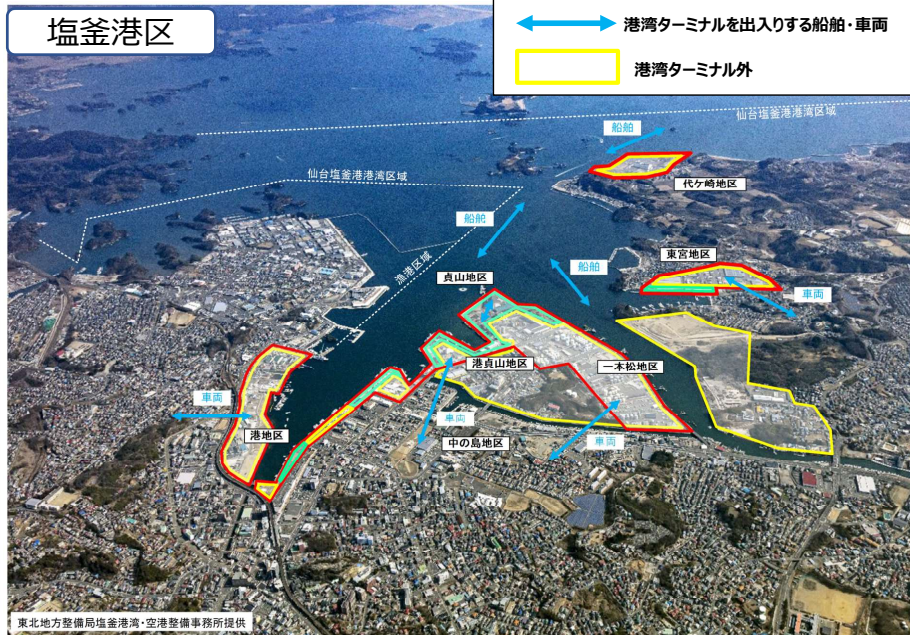 塩釜港区
港湾ターミナルを出入りする船舶・車両
港湾ターミナル外
仙台塩釜港港湾区域
船舶
代ケ崎地区
仙台塩釜港港湾区域
船舶
漁港区域
船舶
東宮地区
貞山地区
車両
港貞山地区
一本松地区
車両
港地区
車両
中の島地区
車両
東北地方整備局塩釜港湾・空港整備事務所提供